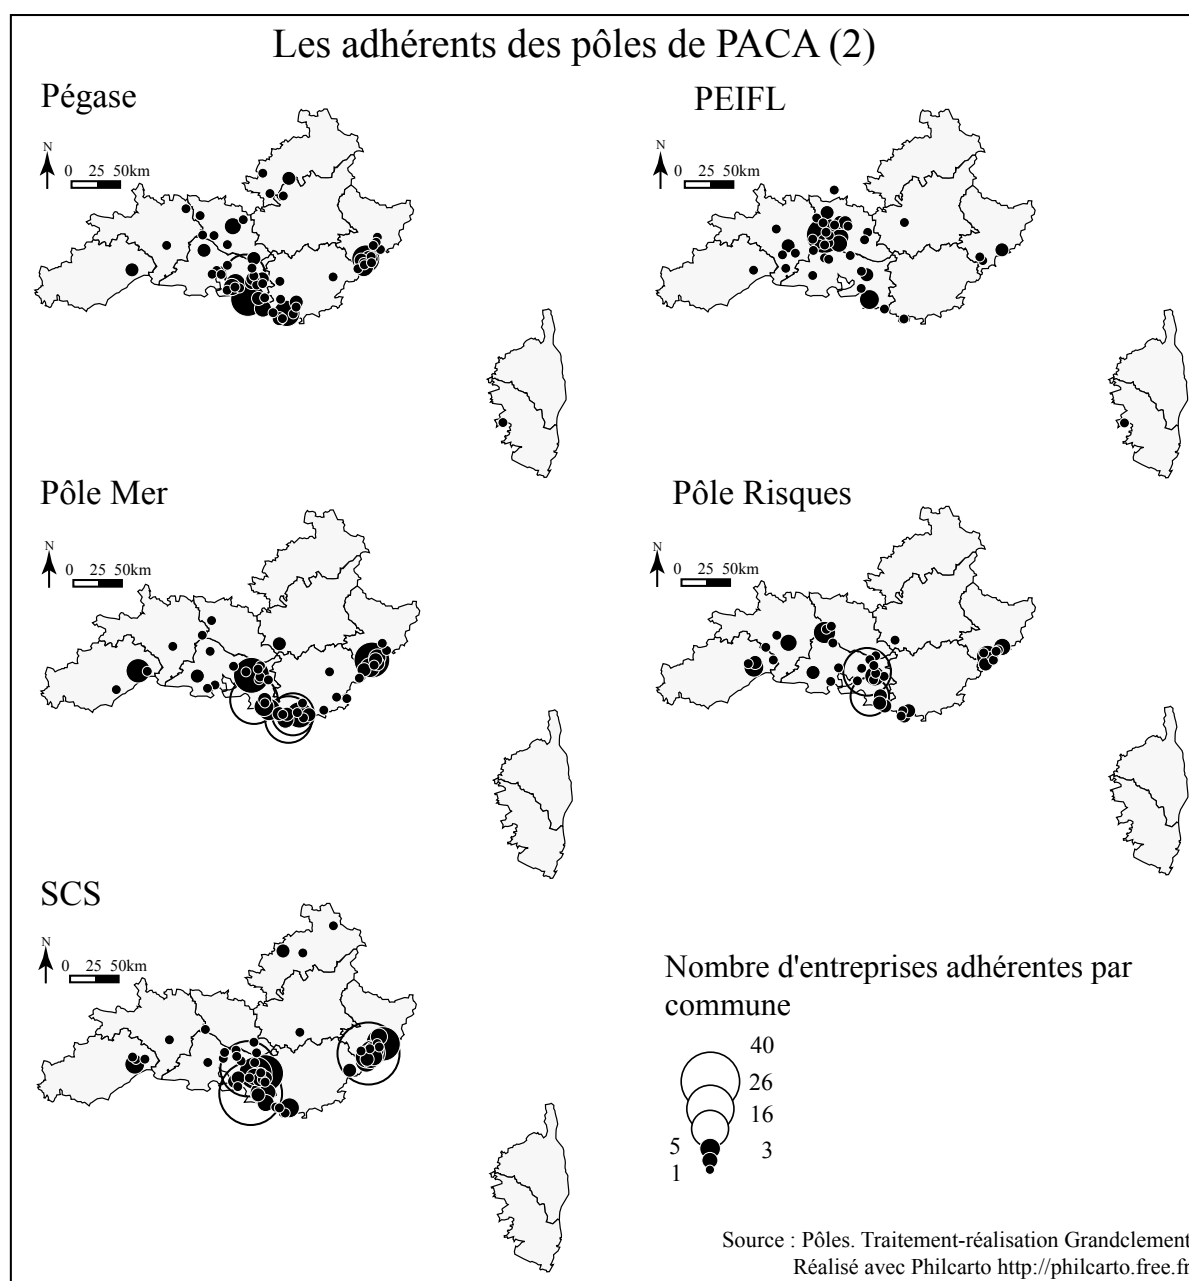 Les adhérents des pôles de PACA (2)
Pégase
N
0 25 50km
PEIFL
N
0 25 50km
Pôle Mer
N
0 25 50km
Pôle Risques
N
0 25 50km
SCS
N
0 25 50km
Nombre d'entreprises adhérentes par
commune
40
26
16
5 3
1
Source : Pôles. Traitement-réalisation Grandclement
Réalisé avec Philcarto http://philcarto.free.fr